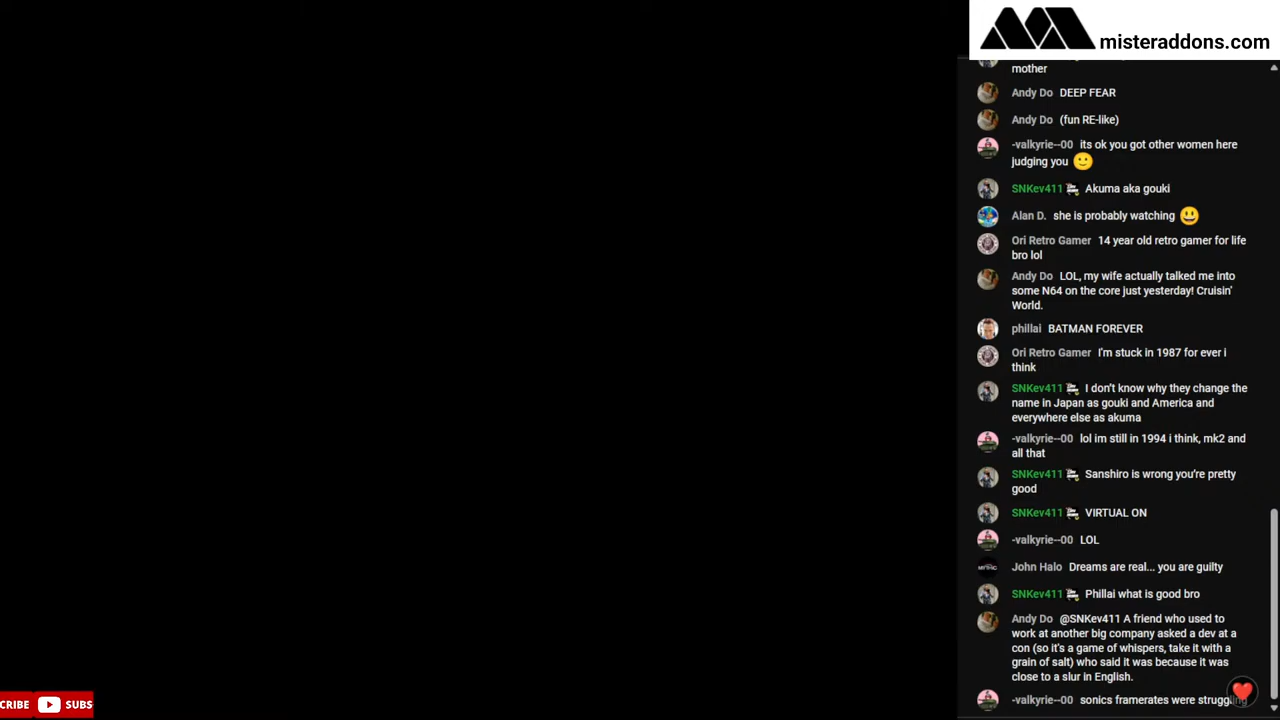 misteraddons.com
mother
Andy Do DEEP FEAR
Andy Do (fun RE-like)
-valkyrie--00 its ok you got other women here
judging you
SNKev411 Akuma aka gouki
Alan D. she is probably watching
Ori Retro Gamer 14 year old retro gamer for life
bro lol
Andy Do LOL, my wife actually talked me into
some N64 on the core just yesterday! Cruisin'
World.
phillai BATMAN FOREVER
Ori Retro Gamer I'm stuck in 1987 for ever i
think
SNKev411 I don't know why they change the
name in Japan as gouki and America and
everywhere else as akuma
-valkyrie--00 lol im still in 1994 i think, mk2 and
all that
SNKev411 Sanshiro is wrong you're pretty
good
SNKev411 VIRTUAL ON
-valkyrie--00 LOL
John Halo Dreams are real... you are guilty
SNKev411 Phillai what is good bro
Andy Do @SNKev411 A friend who used to
work at another big company asked a dev at a
con (so it's a game of whispers, take it with a
grain of salt) who said it was because it was
close to a slur in English.
-valkyrie--00 sonics framerates were struggling
CRIBE SUBS